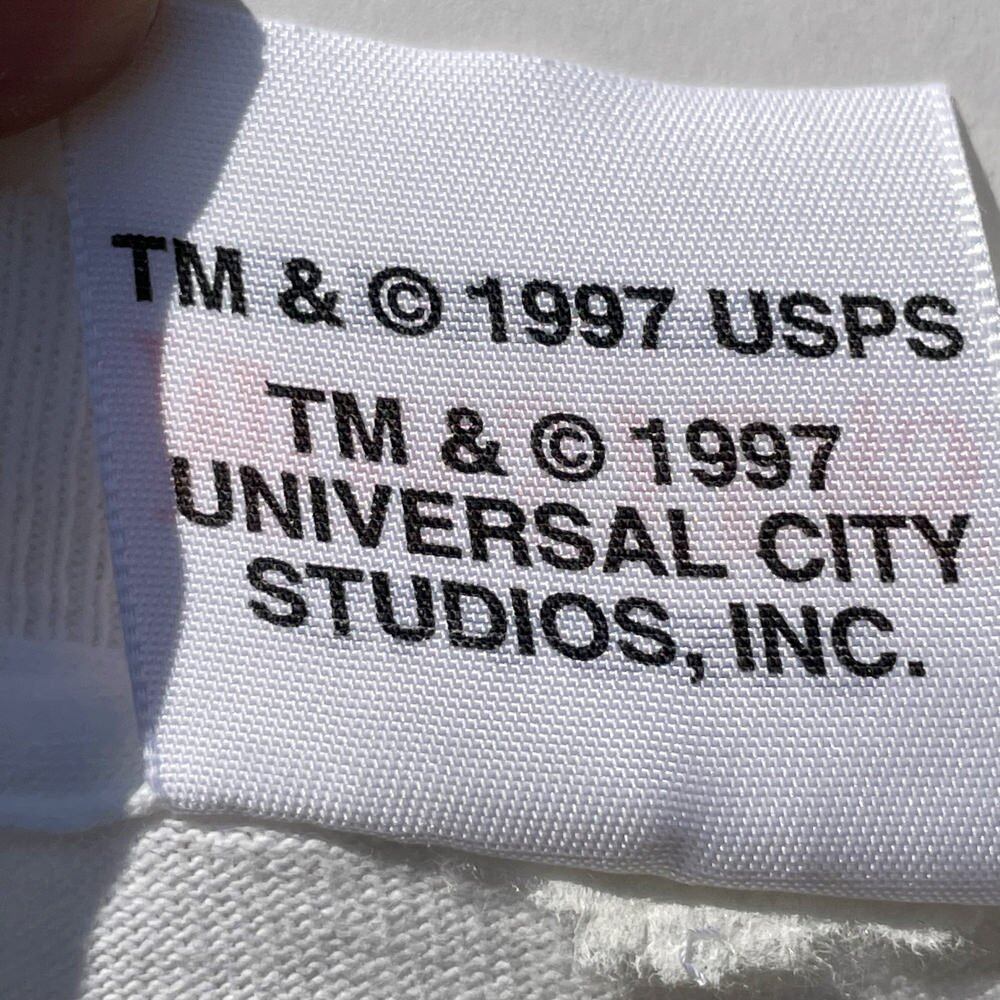 TM & © 1997 USPS
TM & © 1997
UNIVERSAL CITY
STUDIOS, INC.